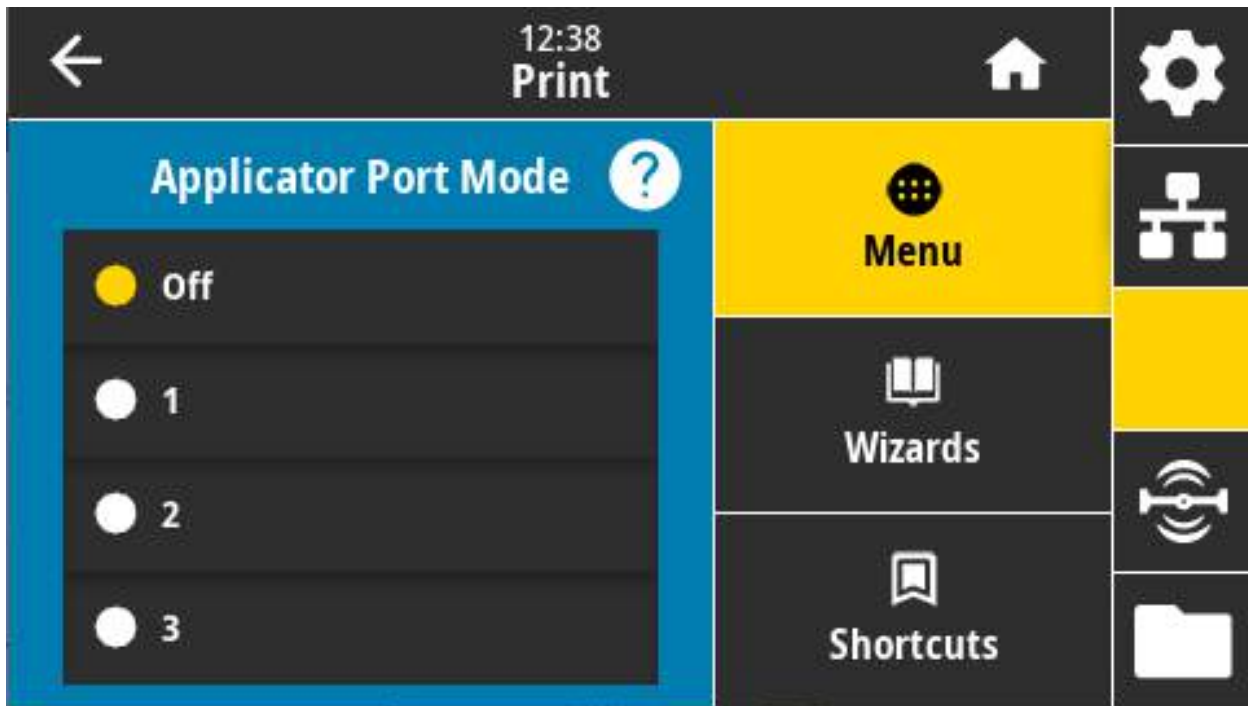 12:38
Print
Applicator Port Mode ?
Off
1
2
3
Menu
Wizards
Shortcuts